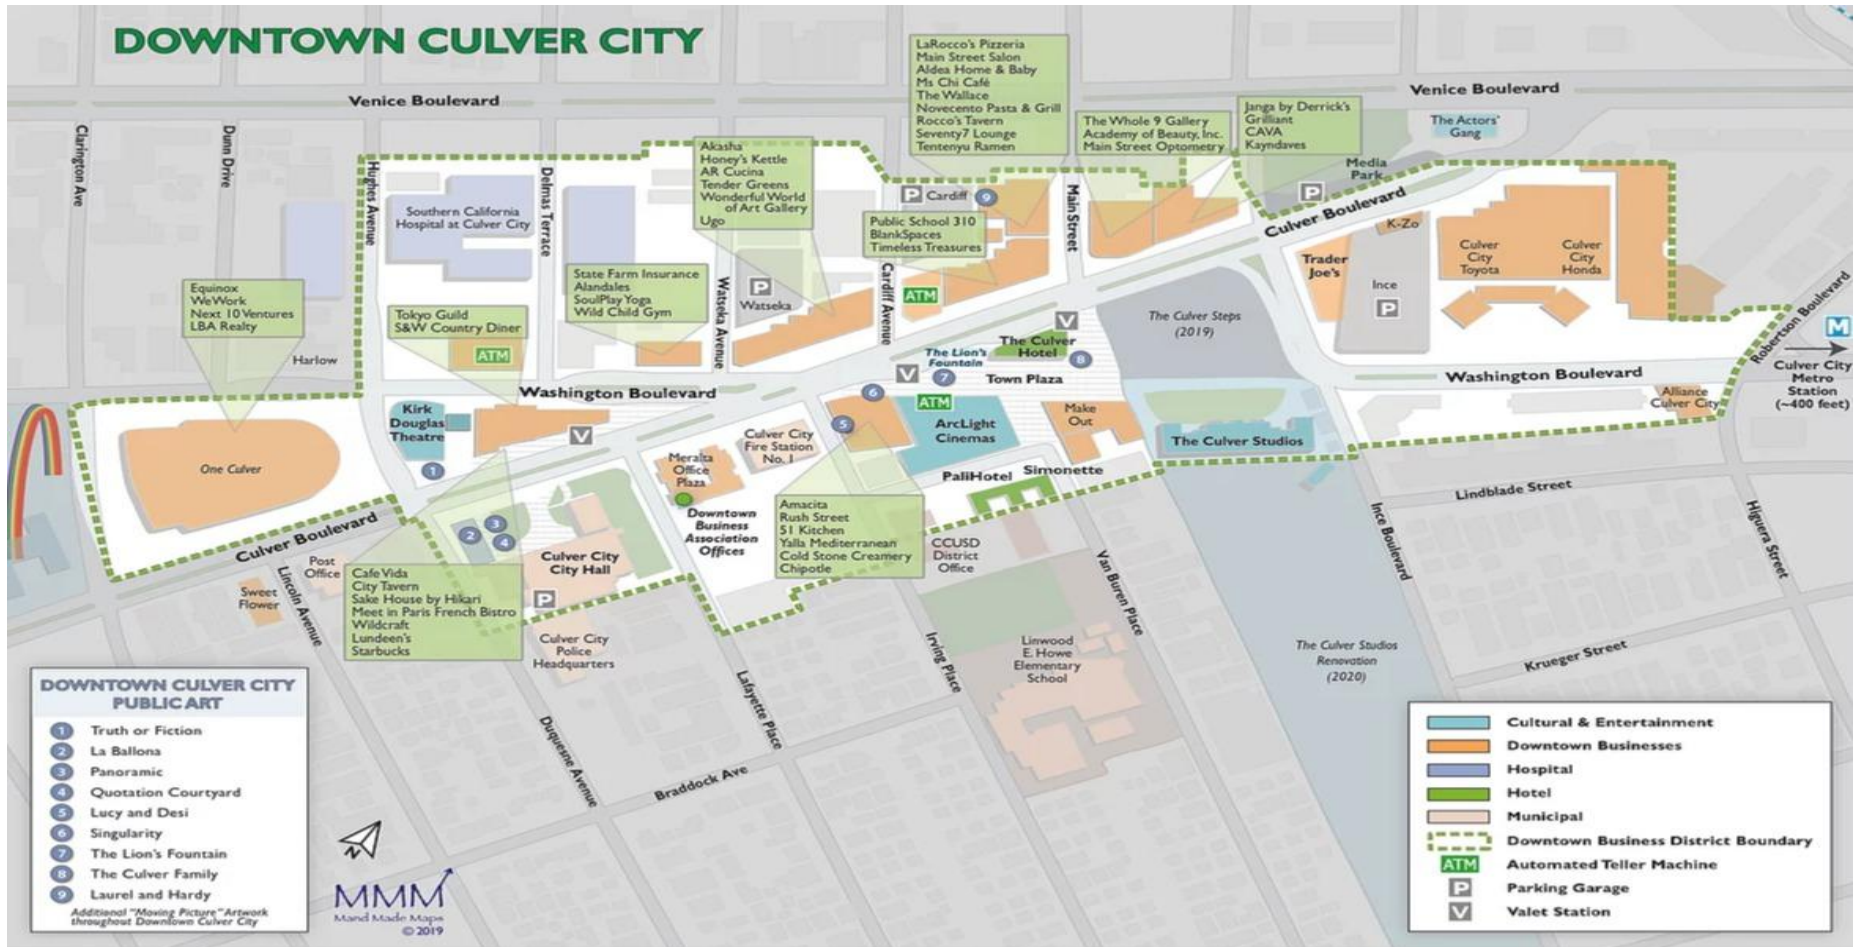 DOWNTOWN CULVER CITY
Venice Boulevard
Venice Boulevard
Clarington Ave
Dunn Drive
Hughes Avenue
Delmas Terrace
Watseka Avenue
Cardiff Avenue
Main Street
Culver Boulevard
LaRocco's Pizzeria
Main Street Salon
Aldea Home & Baby
Ms Chi Café
The Wallace
Novecento Pasta & Grill
Rocco's Tavern
Seventy7 Lounge
Tentenyu Ramen
The Whole 9 Gallery
Academy of Beauty, Inc.
Main Street Optometry
Janga by Derrick's
Grilliant
CAVA
Kayndaves
The Actors'
Gang
Media
Park
P
Akasha
Honey's Kettle
AR Cucina
Tender Greens
Wonderful World
of Art Gallery
Ugo
P Cardiff 9
Public School 310
BlankSpaces
Timeless Treasures
ATM
Southern California
Hospital at Culver City
State Farm Insurance
Alandales
SoulPlay Yoga
Wild Child Gym
P
Watseka
Equinox
WeWork
Next 10 Ventures
LBA Realty
Harlow
Tokyo Guild
S&W Country Diner
ATM
Trader
Joe's
K-Zo
Ince
P
Culver
City
Toyota
Culver
City
Honda
The Culver Steps
(2019)
V
The Culver
Hotel
8
The Lion's
Fountain
V
7
Town Plaza
Washington Boulevard
Washington Boulevard
Robertson Boulevard
M
Culver City
Metro
Station
(~400 feet)
Alliance
Culver City
Kirk
Douglas
Theatre
1
V
One Culver
Culver Boulevard
Meralta
Office
Plaza
Culver City
Fire Station
No. 1
5
6
ATM
ArcLight
Cinemas
Make
Out
The Culver Studios
PaliHotel
Simonette
Downtown
Business
Association
Offices
Amacita
Rush Street
51 Kitchen
Yalla Mediterranean
Cold Stone Creamery
Chipotle
CCUSD
District
Office
2
3
4
Culver City
City Hall
P
Post
Office
Sweet
Flower
Lincoln Avenue
Cafe Vida
City Tavern
Sake House by Hikari
Meet in Paris French Bistro
Wildcraft
Lundeen's
Starbucks
Culver City
Police
Headquarters
Duquesne Avenue
Lafayette Place
Braddock Ave
Irving Place
Van Buren Place
Linwood
E. Howe
Elementary
School
Ince Boulevard
Lindblade Street
Higuera Street
Krueger Street
The Culver Studios
Renovation
(2020)
DOWNTOWN CULVER CITY
PUBLIC ART
1 Truth or Fiction
2 La Ballona
3 Panoramic
4 Quotation Courtyard
5 Lucy and Desi
6 Singularity
7 The Lion's Fountain
8 The Culver Family
9 Laurel and Hardy
Additional "Moving Picture" Artwork
throughout Downtown Culver City
N
MMM
Mand Made Maps
© 2019
Cultural & Entertainment
Downtown Businesses
Hospital
Hotel
Municipal
Downtown Business District Boundary
ATM Automated Teller Machine
P Parking Garage
V Valet Station